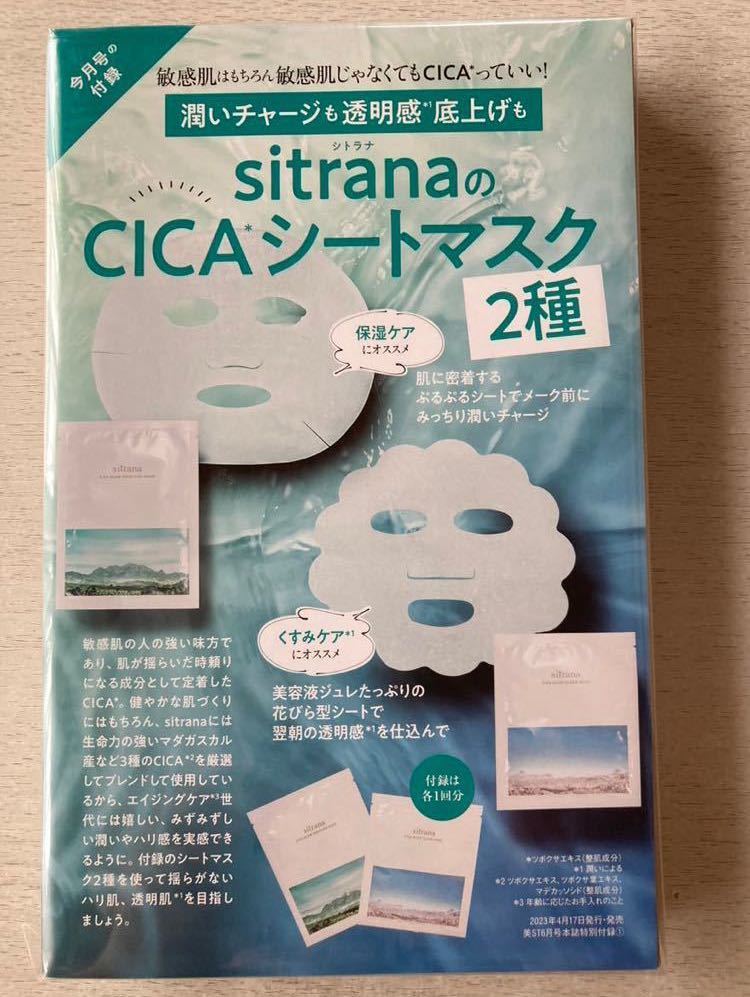 今月号の
付録
敏感肌はもちろん敏感肌じゃなくてもCICA*っていい!
潤いチャージも透明感*1底上げも
シトラナ
sitranaの
CICA*シートマスク
2種
保湿ケア
にオススメ
肌に密着する
ぷるぷるシートでメーク前に
みっちり潤いチャージ
sitrana
くすみケア*1
にオススメ
美容液ジュレたっぷりの
花びら型シートで
翌朝の透明感*1を仕込んで
sitrana
敏感肌の人の強い味方で
あり、肌が揺らいだ時頼り
になる成分として定着した
CICA*。健やかな肌づくり
にはもちろん、sitranaには
生命力の強いマダガスカル
産など3種のCICA*2を厳選
してブレンドして使用してい
るから、エイジングケア*3世
代には嬉しい、みずみずし
い潤いやハリ感を実感でき
るように。付録のシートマス
ク2種を使って揺らがない
ハリ肌、透明肌*1を目指し
ましょう。
付録は
各1回分
sitrana
sitrana
*ツボクサエキス(整肌成分)
*1 潤いによる
*2 ツボクサエキス、ツボクサ葉エキス、
マデカッソシド(整肌成分)
*3 年齢に応じたお手入れのこと
2023年4月17日発行・発売
美ST6月号本誌特別付録①